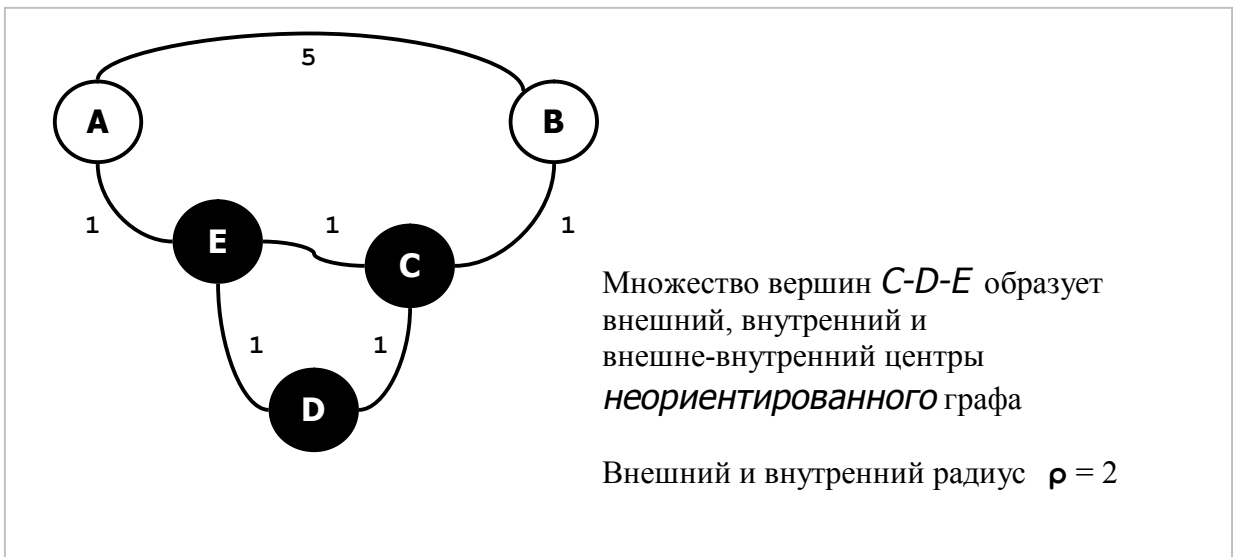 5
A
B
1
E
1
C
1
1
1
D
Множество вершин C-D-E образует
внешний, внутренний и
внешне-внутренний центры
неориентированного графа
Внешний и внутренний радиус ρ = 2